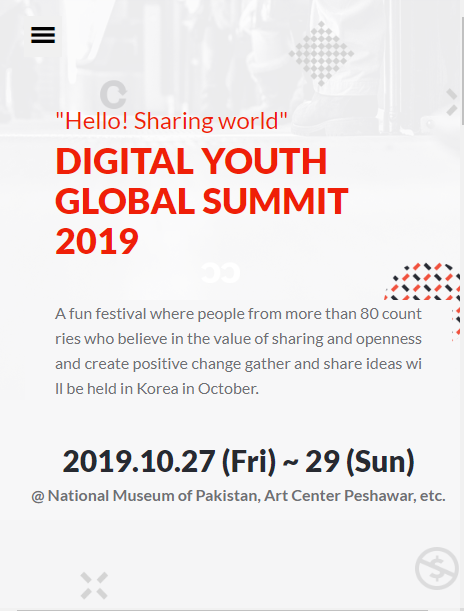 "Hello! Sharing world"
DIGITAL YOUTH
GLOBAL SUMMIT
2019
A fun festival where people from more than 80 count
ries who believe in the value of sharing and openness
and create positive change gather and share ideas wi
ll be held in Korea in October.
2019.10.27 (Fri) ~ 29 (Sun)
@ National Museum of Pakistan, Art Center Peshawar, etc.